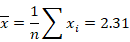 x̅ = 1/n ∑ xᵢ = 2.31